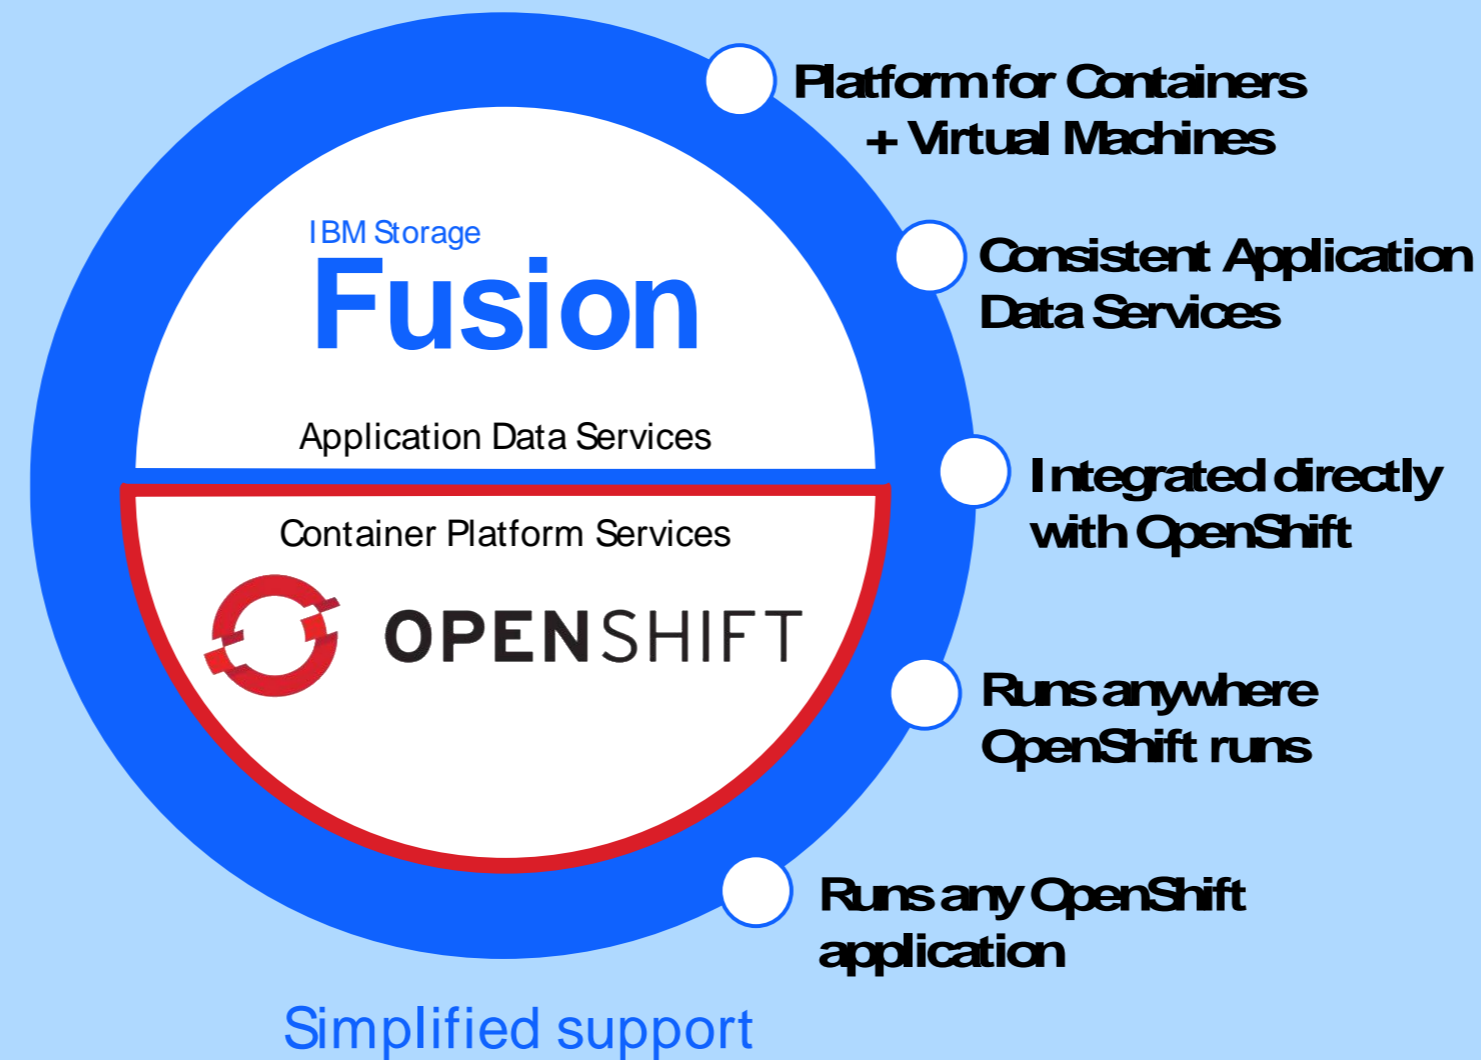 IBM Storage
Fusion
Application Data Services
Container Platform Services
OPENSHIFT
Platform for Containers
+ Virtual Machines
Consistent Application
Data Services
Integrated directly
with OpenShift
Runs anywhere
OpenShift runs
Runs any OpenShift
application
Simplified support